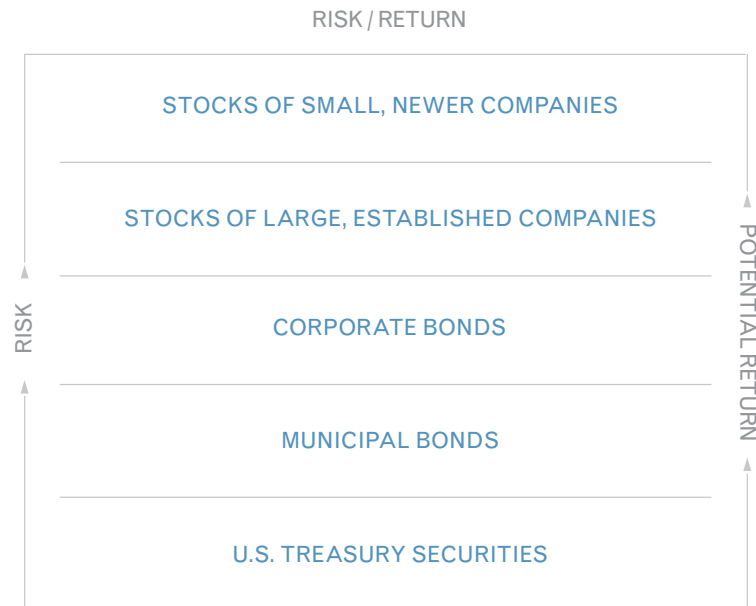 RISK / RETURN
STOCKS OF SMALL, NEWER COMPANIES
STOCKS OF LARGE, ESTABLISHED COMPANIES
CORPORATE BONDS
MUNICIPAL BONDS
U.S. TREASURY SECURITIES
RISK
POTENTIAL RETURN